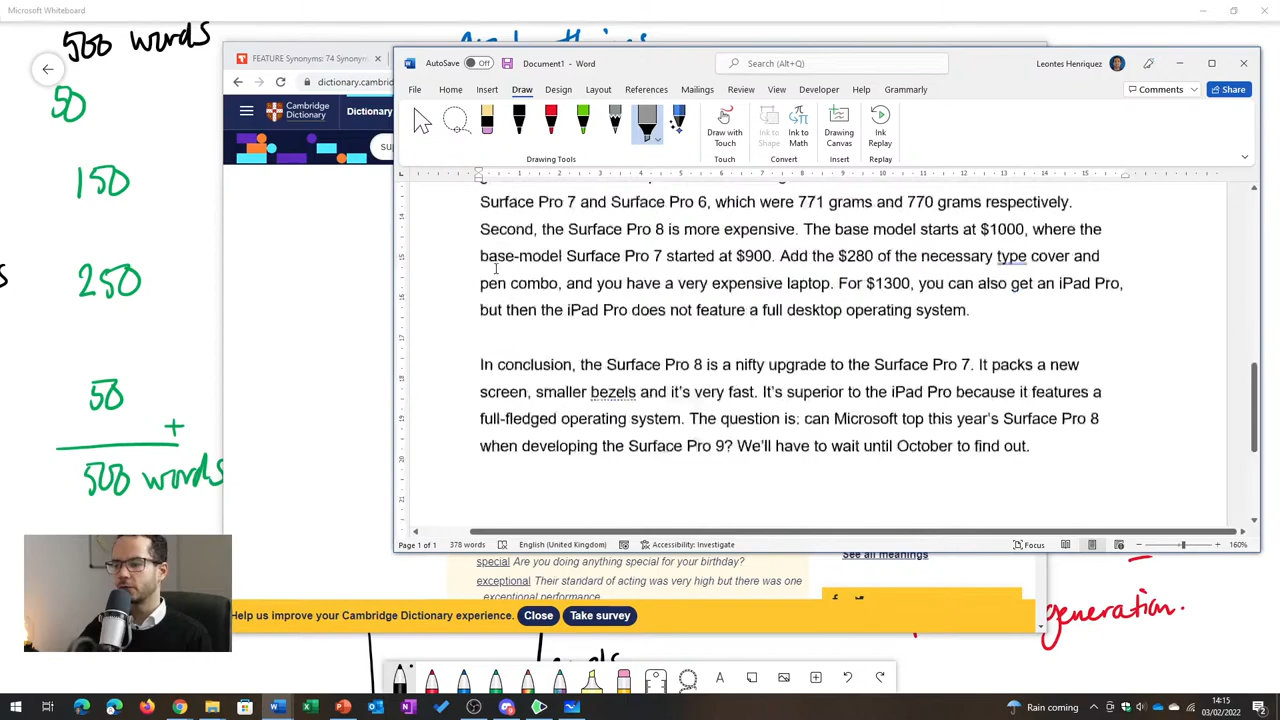 Microsoft Whiteboard
500 words
50
150
250
50
+
500 words
FEATURE Synonyms: 74 Synonym
dictionary.cambrid
Cambridge
Dictionary
Dictiona
AutoSave
Off
Document1 - Word
Search (Alt+Q)
Leontes Henriquez
File
Home
Insert
Draw
Design
Layout
References
Mailings
Review
View
Developer
Help
Grammarly
Comments
Share
Draw with
Touch
Ink to
Shape
Ink to
Math
Drawing
Canvas
Ink
Replay
Drawing Tools
Touch
Convert
Insert
Replay
Surface Pro 7 and Surface Pro 6, which were 771 grams and 770 grams respectively.
Second, the Surface Pro 8 is more expensive. The base model starts at $1000, where the
base-model Surface Pro 7 started at $900. Add the $280 of the necessary type cover and
pen combo, and you have a very expensive laptop. For $1300, you can also get an iPad Pro,
but then the iPad Pro does not feature a full desktop operating system.
In conclusion, the Surface Pro 8 is a nifty upgrade to the Surface Pro 7. It packs a new
screen, smaller bezels and it's very fast. It's superior to the iPad Pro because it features a
full-fledged operating system. The question is: can Microsoft top this year's Surface Pro 8
when developing the Surface Pro 9? We'll have to wait until October to find out.
Page 1 of 1
378 words
English (United Kingdom)
Accessibility: Investigate
Focus
160%
See all meanings
special Are you doing anything special for your birthday?
exceptional Their standard of acting was very high but there was one
exceptional performance.
Help us improve your Cambridge Dictionary experience.
Close
Take survey
generation.
Rain coming
14:15
03/02/2022